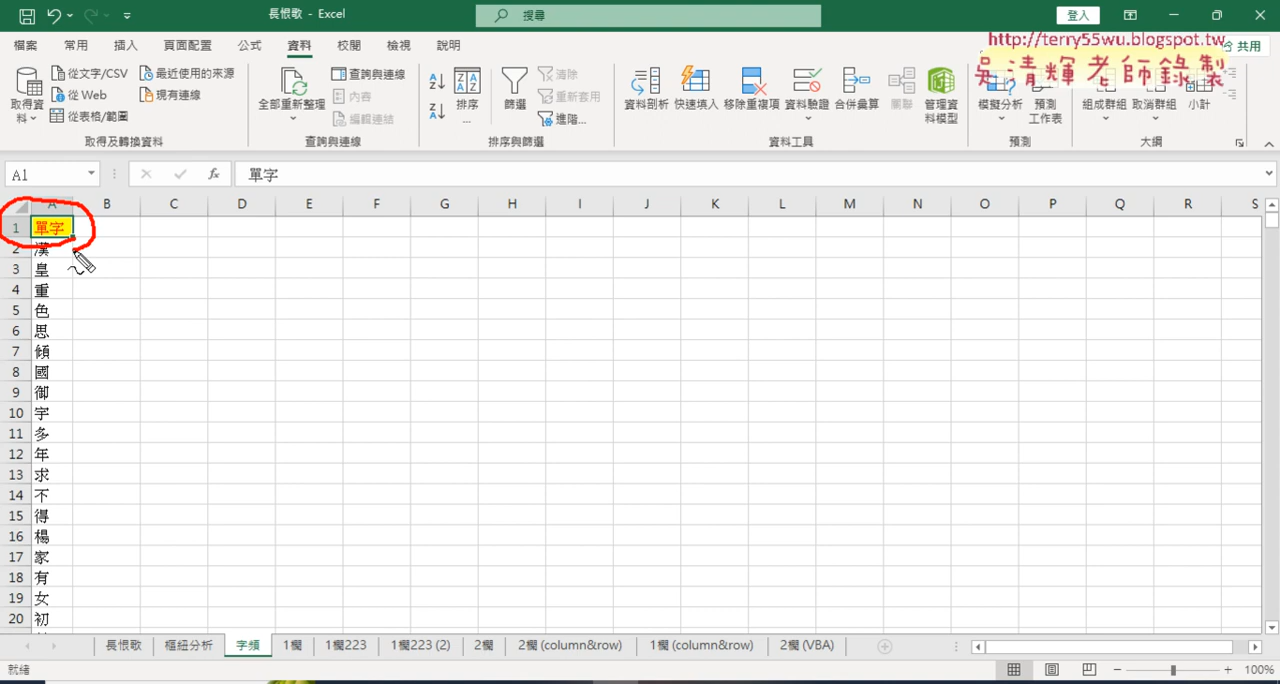 長恨歌 - Excel
搜尋
登入
檔案 常用 插入 頁面配置 公式 資料 校閱 檢視 說明
共用
http://terry55wu.blogspot.tw
吳清輝老師錄製
取得資料
從文字/CSV
從 Web
從表格/範圍
最近使用的來源
現有連線
取得及轉換資料
全部重新整理
查詢與連線
內容
編輯連結
查詢與連線
排序...
篩選
清除
重新套用
進階...
排序與篩選
資料剖析
快速填入
移除重複項
資料驗證
合併彙算
關聯
管理資料模型
資料工具
模擬分析
預測工作表
預測
組成群組
取消群組
小計
大綱
A1
fx
單字
A B C D E F G H I J K L M N O P Q R S
1 單字
2 漢
3 皇
4 重
5 色
6 思
7 傾
8 國
9 御
10 宇
11 多
12 年
13 求
14 不
15 得
16 楊
17 家
18 有
19 女
20 初
長恨歌 樞紐分析 字頻 1欄 1欄223 1欄223 (2) 2欄 2欄 (column&row) 1欄 (column&row) 2欄 (VBA)
就緒
100%